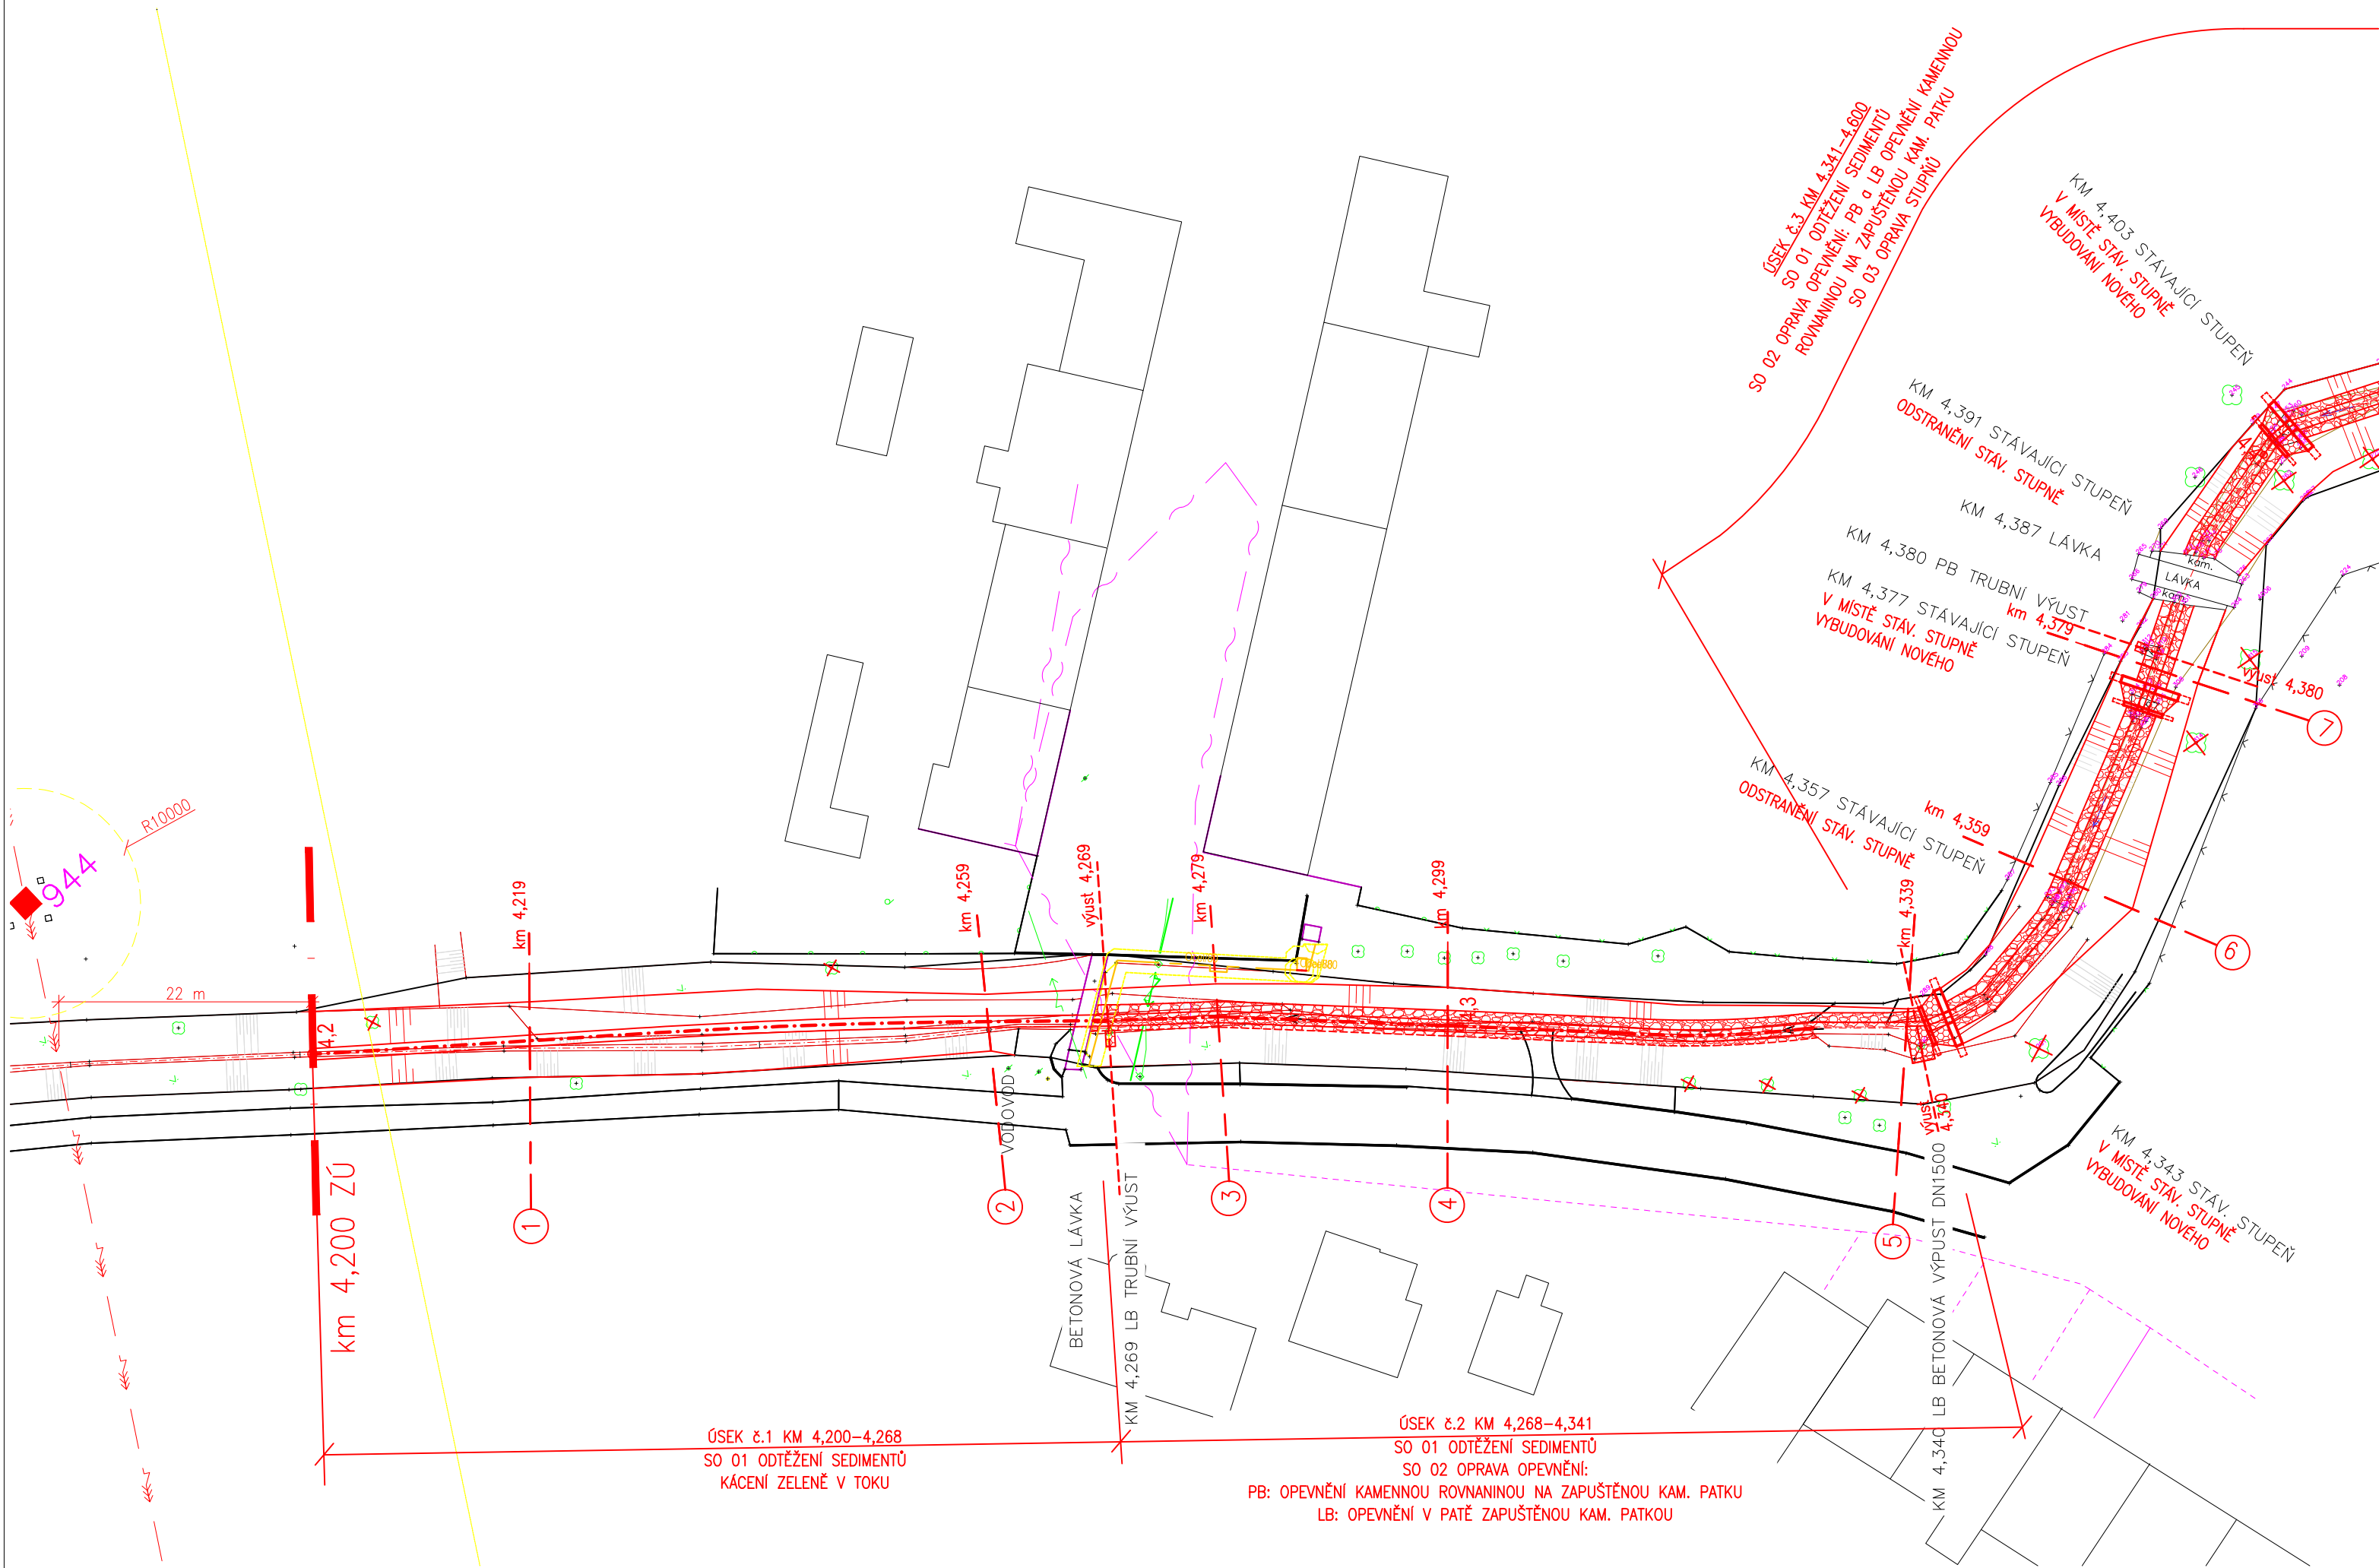 ÚSEK č.3 KM 4,341-4,600
SO 01 ODTĚŽENÍ SEDIMENTŮ
SO 02 OPRAVA OPEVNĚNÍ: PB a LB OPEVNĚNÍ KAMENNOU
ROVNANINOU NA ZAPUŠTĚNOU KAM. PATKU
SO 03 OPRAVA STUPŇŮ
KM 4,403 STÁVAJÍCÍ STUPEŇ
V MÍSTĚ STÁV. STUPNĚ
VYBUDOVÁNÍ NOVÉHO
KM 4,391 STÁVAJÍCÍ STUPEŇ
ODSTRANĚNÍ STÁV. STUPNĚ
KM 4,387 LÁVKA
KM 4,380 PB TRUBNÍ VÝUST
KM 4,377 STÁVAJÍCÍ STUPEŇ
V MÍSTĚ STÁV. STUPNĚ
VYBUDOVÁNÍ NOVÉHO
km 4,379
kam.
LÁVKA
kam.
výust 4,380
7
KM 4,357 STÁVAJÍCÍ STUPEŇ
ODSTRANĚNÍ STÁV. STUPNĚ
km 4,359
6
R10000
944
22 m
4,2
km 4,200 ZÚ
km 4,219
1
km 4,259
2
VODOVOD
výust 4,269
km 4,279
3
km 4,299
4
4,3
km 4,339
5
výust
4,340
BETONOVÁ LÁVKA
KM 4,269 LB TRUBNÍ VÝUST
KM 4,340 LB BETONOVÁ VÝPUST DN1500
KM 4,343 STÁV. STUPEŇ
V MÍSTĚ STÁV. STUPNĚ
VYBUDOVÁNÍ NOVÉHO
ÚSEK č.1 KM 4,200-4,268
SO 01 ODTĚŽENÍ SEDIMENTŮ
KÁCENÍ ZELENĚ V TOKU
ÚSEK č.2 KM 4,268-4,341
SO 01 ODTĚŽENÍ SEDIMENTŮ
SO 02 OPRAVA OPEVNĚNÍ:
PB: OPEVNĚNÍ KAMENNOU ROVNANINOU NA ZAPUŠTĚNOU KAM. PATKU
LB: OPEVNĚNÍ V PATĚ ZAPUŠTĚNOU KAM. PATKOU